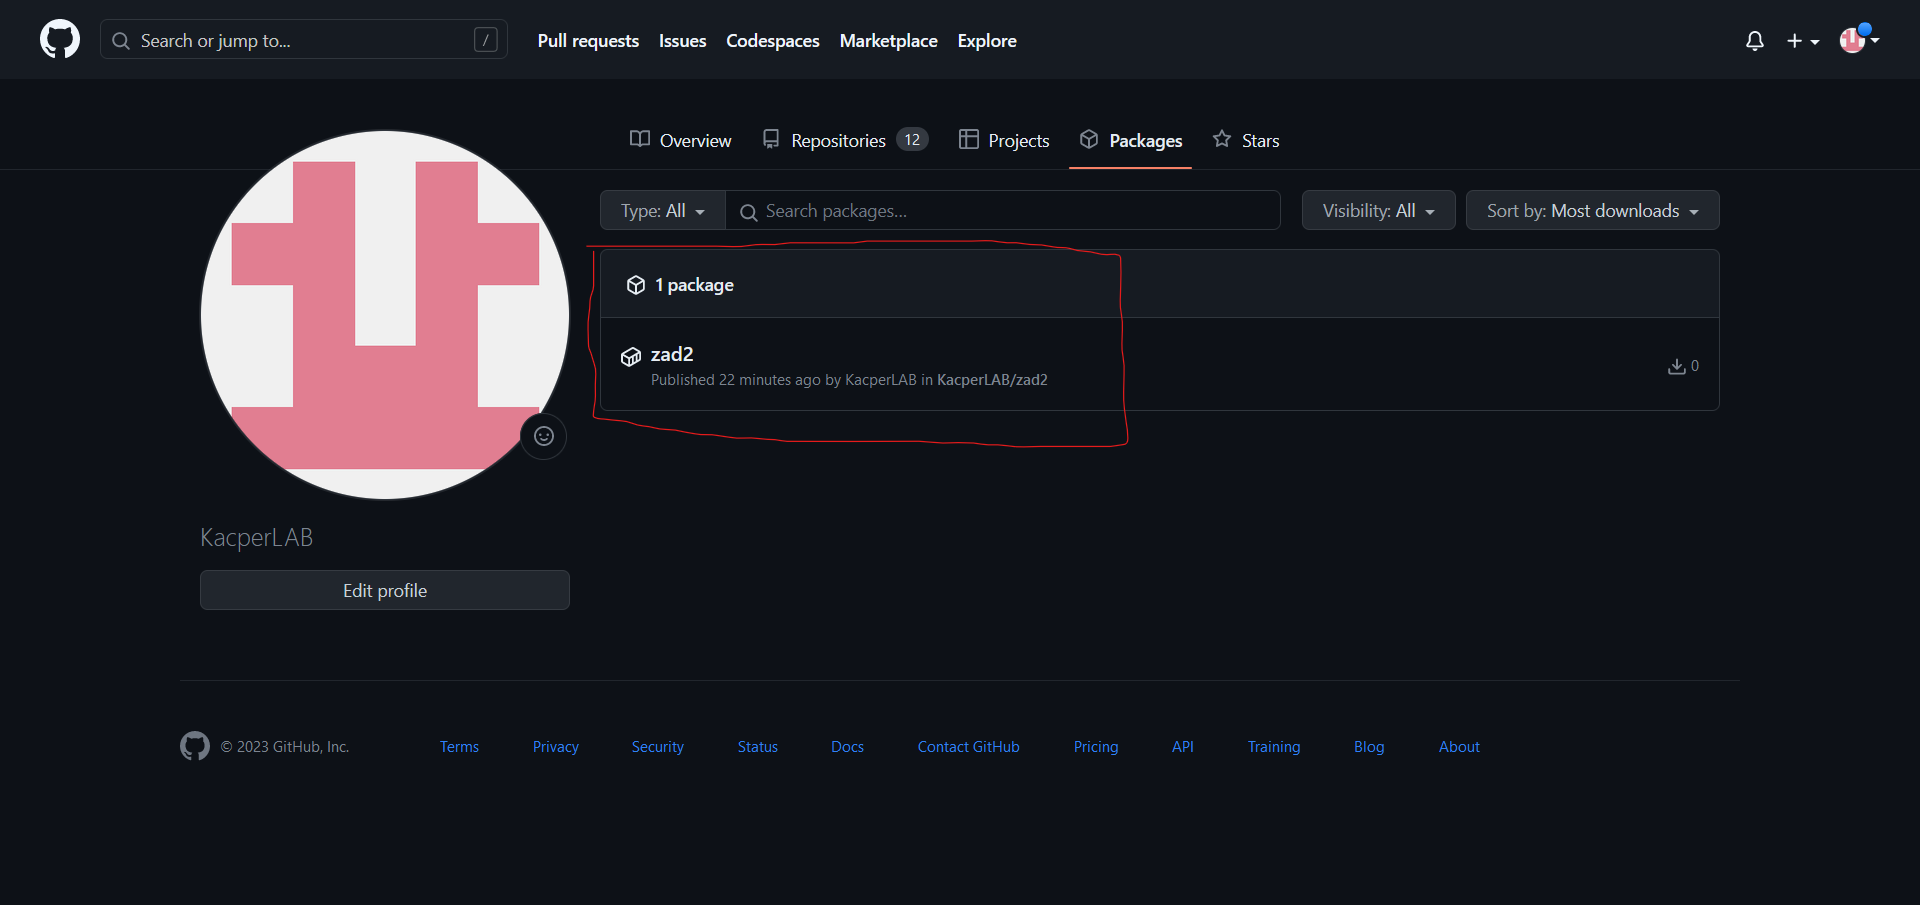 Search or jump to... /
Pull requests Issues Codespaces Marketplace Explore
Overview Repositories 12 Projects Packages Stars
Type: All Search packages... Visibility: All Sort by: Most downloads
1 package
zad2
Published 22 minutes ago by KacperLAB in KacperLAB/zad2 0
KacperLAB
Edit profile
© 2023 GitHub, Inc. Terms Privacy Security Status Docs Contact GitHub Pricing API Training Blog About